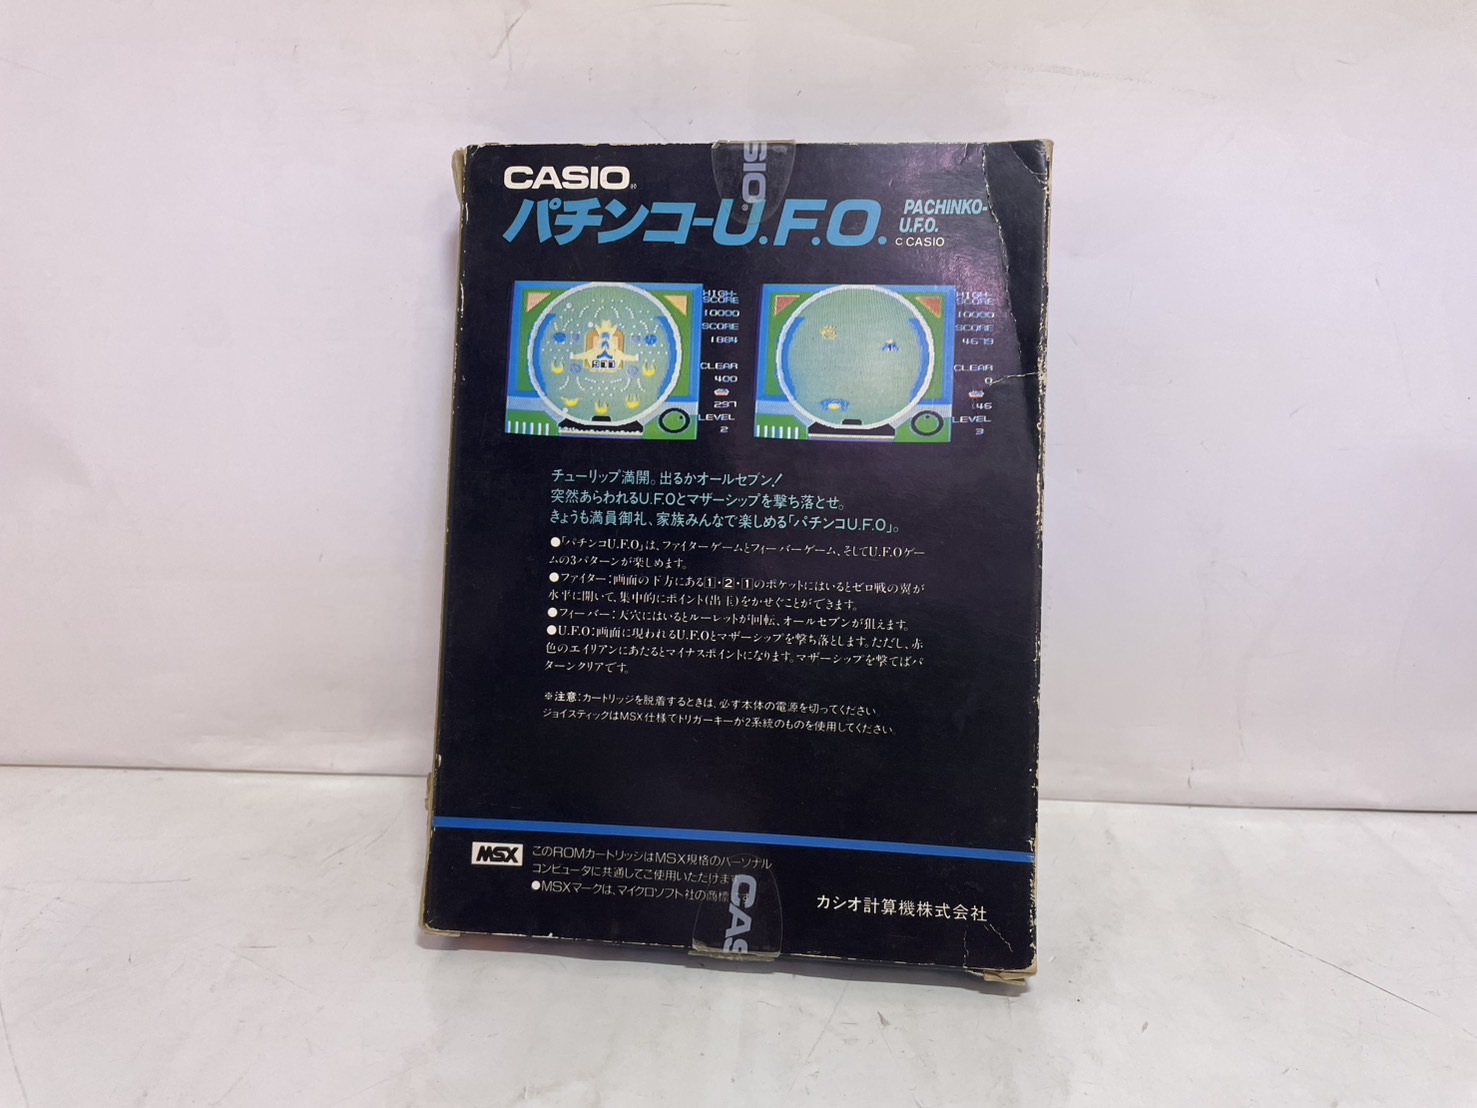 CASIO®
パチンコ-U.F.O.
PACHINKO-
U.F.O.
C CASIO
SIO®
HIGH-
SCORE
10000
SCORE
1884
CLEAR
400
297
LEVEL
2
HIGH-
SCORE
10000
SCORE
4679
CLEAR
0
46
LEVEL
3
チューリップ満開。出るかオールセブン!
突然あらわれるU.F.Oとマザーシップを撃ち落とせ。
きょうも満員御礼、家族みんなで楽しめる「パチンコU.F.O」。
●「パチンコU.F.O」は、ファイターゲームとフィーバーゲーム、そしてU.F.Oゲー
ムの3パターンが楽しめます。
●ファイター:画面の下方にある1・2・1のポケットにはいるとゼロ戦の翼が
水平に開いて、集中的にポイント(出玉)をかせぐことができます。
●フィーバー:天穴にはいるとルーレットが回転、オールセブンが狙えます。
●U.F.O:画面に現われるU.F.Oとマザーシップを撃ち落とします。ただし、赤
色のエイリアンにあたるとマイナスポイントになります。マザーシップを撃てばパ
ターンクリアです。
※注意:カートリッジを脱着するときは、必ず本体の電源を切ってください。
ジョイスティックはMSX仕様でトリガーキーが2系統のものを使用してください。
MSX
このROMカートリッジはMSX規格のパーソナル
コンピュータに共通してご使用いただけます
●MSXマークは、マイクロソフト社の商標です
CAS
カシオ計算機株式会社